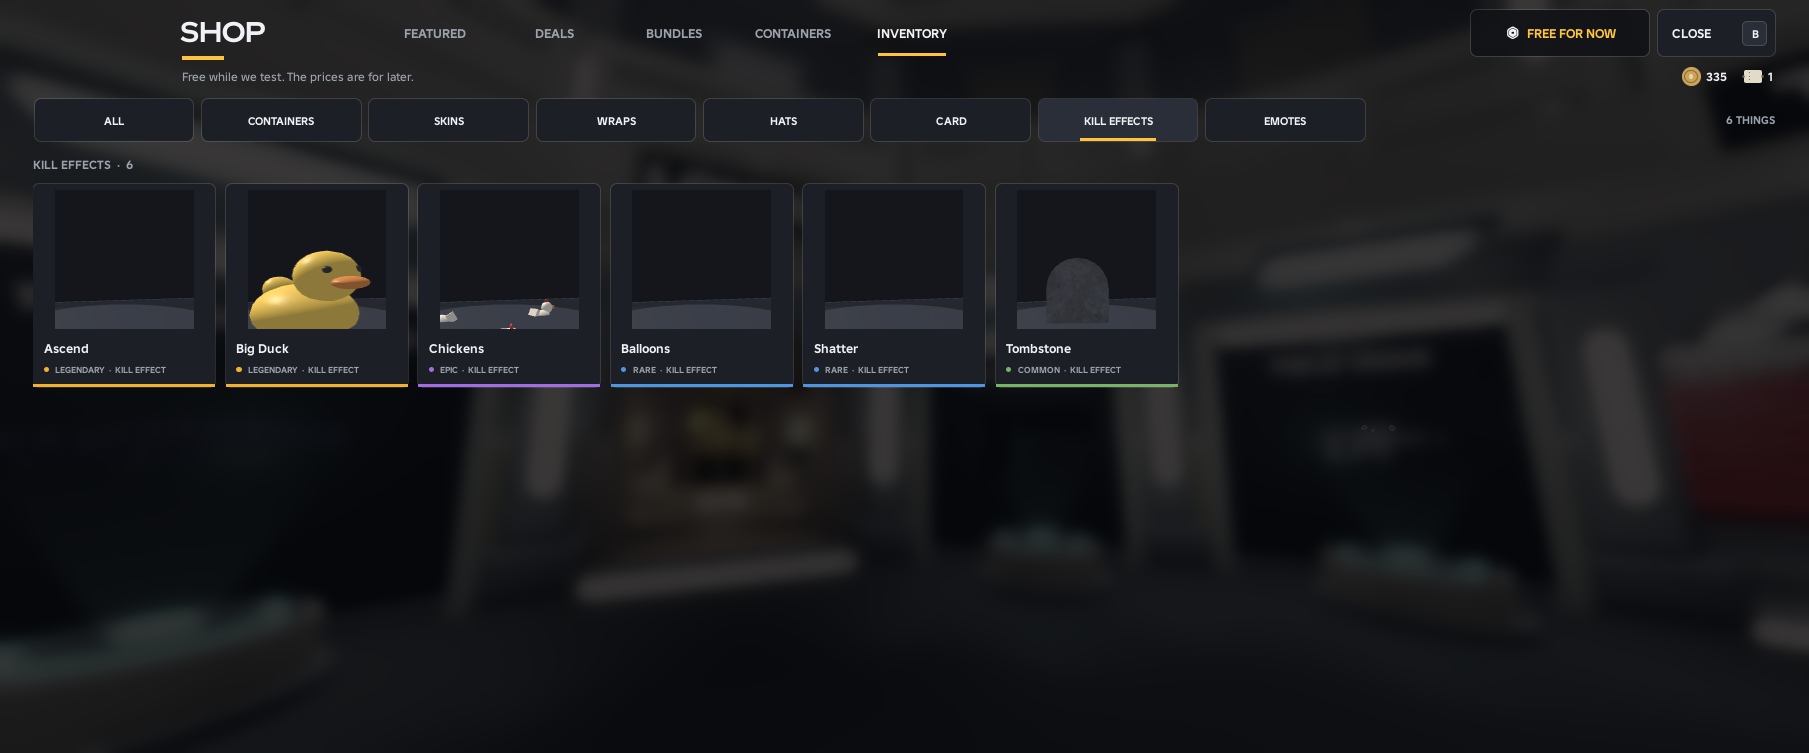 SHOP
FEATURED
DEALS
BUNDLES
CONTAINERS
INVENTORY
FREE FOR NOW
CLOSE
B
Free while we test. The prices are for later.
335
1
ALL
CONTAINERS
SKINS
WRAPS
HATS
CARD
KILL EFFECTS
EMOTES
6 THINGS
KILL EFFECTS · 6
Ascend
LEGENDARY · KILL EFFECT
Big Duck
LEGENDARY · KILL EFFECT
Chickens
EPIC · KILL EFFECT
Balloons
RARE · KILL EFFECT
Shatter
RARE · KILL EFFECT
Tombstone
COMMON · KILL EFFECT